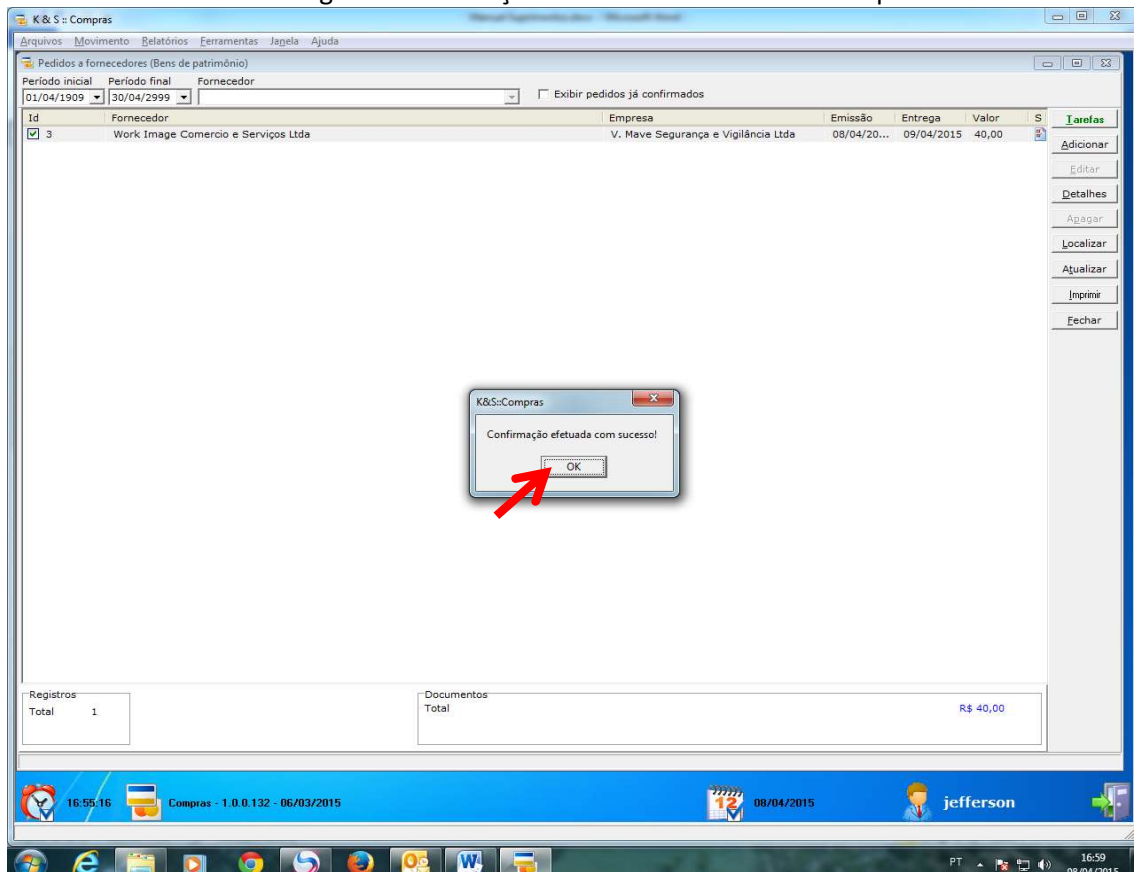 K & S :: Compras
Arquivos Movimento Relatórios Ferramentas Janela Ajuda
Pedidos a fornecedores (Bens de patrimônio)
Período inicial Período final Fornecedor
01/04/1909 30/04/2999 Exibir pedidos já confirmados
Id Fornecedor Empresa Emissão Entrega Valor S
3 Work Image Comercio e Serviços Ltda V. Mave Segurança e Vigilância Ltda 08/04/20... 09/04/2015 40,00
Tarefas
Adicionar
Editar
Detalhes
Apagar
Localizar
Atualizar
Imprimir
Fechar
K&S::Compras
Confirmação efetuada com sucesso!
OK
Registros
Total 1
Documentos
Total R$ 40,00
16:55:16 Compras - 1.0.0.132 - 06/03/2015 12 08/04/2015 jefferson
PT 16:59
08/04/2015